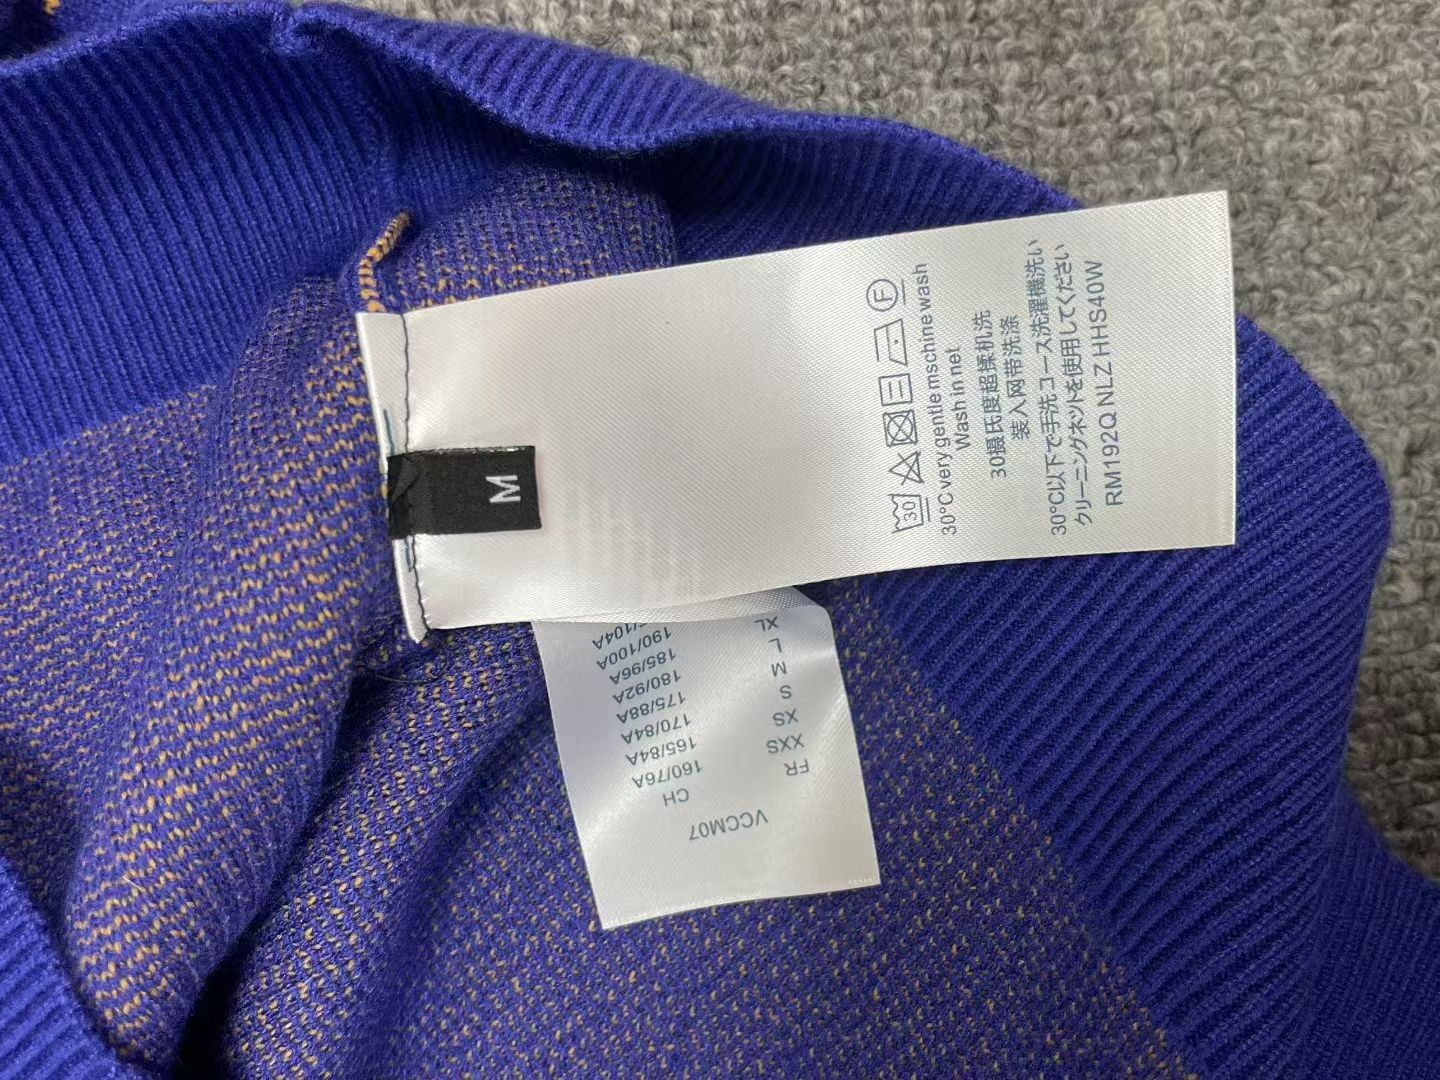 M
30
F
30°C very gentle mschine wash
Wash in net
30摄氏度超揉机洗
装入网带洗涤
30°C以下で手洗コース洗濯機洗い
クリーニングネットを使用してください
RM192Q NLZ HHS40W
VCCM07
FR CH
XXS 160/76A
XS 165/84A
S 170/84A
M 175/88A
L 180/92A
XL 185/96A
190/100A
/104A